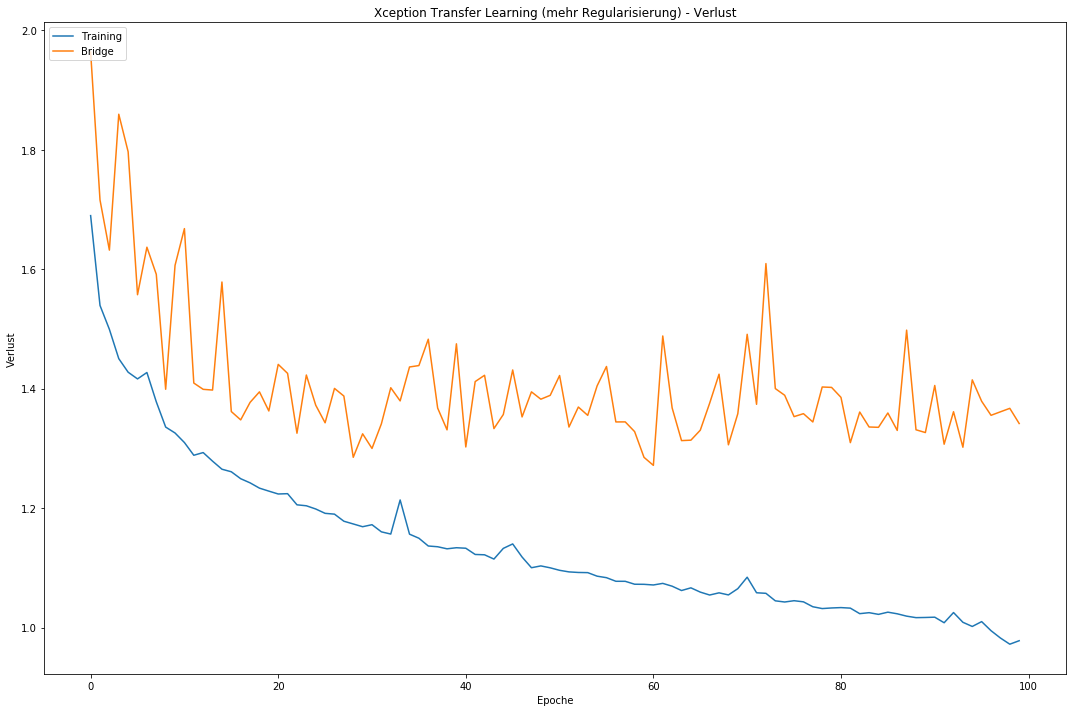 Xception Transfer Learning (mehr Regularisierung) - Verlust
Training
Bridge
2.0
1.8
1.6
1.4
1.2
1.0
Verlust
0 20 40 60 80 100
Epoche